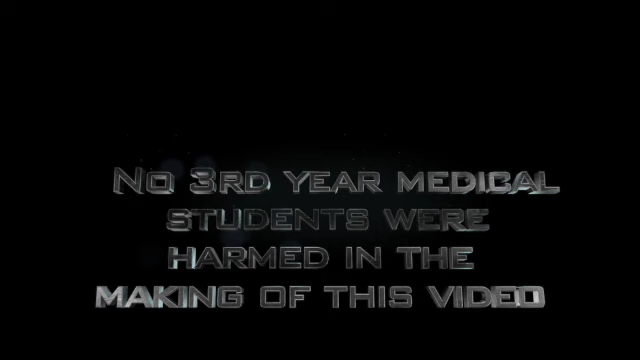 No 3rd year medical
students were
harmed in the
making of this video